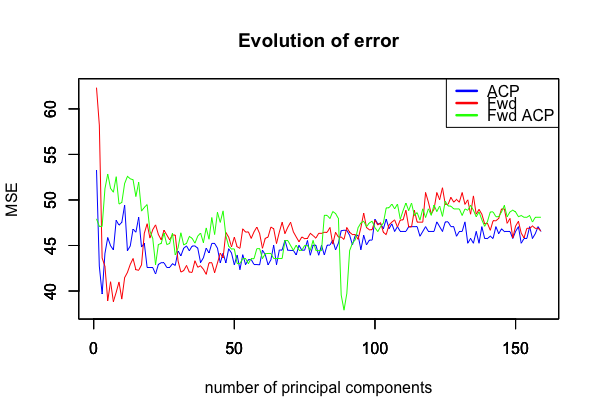 Evolution of error
ACP
Fwd
Fwd ACP
MSE
60
55
50
45
40
0 50 100 150
number of principal components